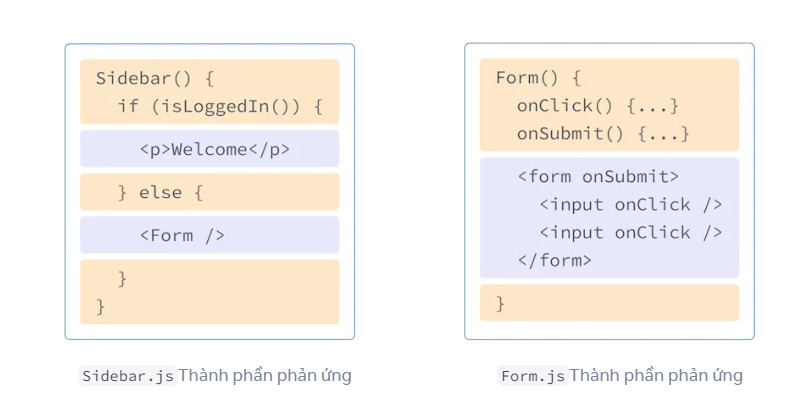 Sidebar() {
if (isLoggedIn()) {
<p>Welcome</p>
} else {
<Form />
}
}
Sidebar.js Thành phần phản ứng
Form() {
onClick() {...}
onSubmit() {...}
<form onSubmit>
<input onClick />
<input onClick />
</form>
}
Form.js Thành phần phản ứng